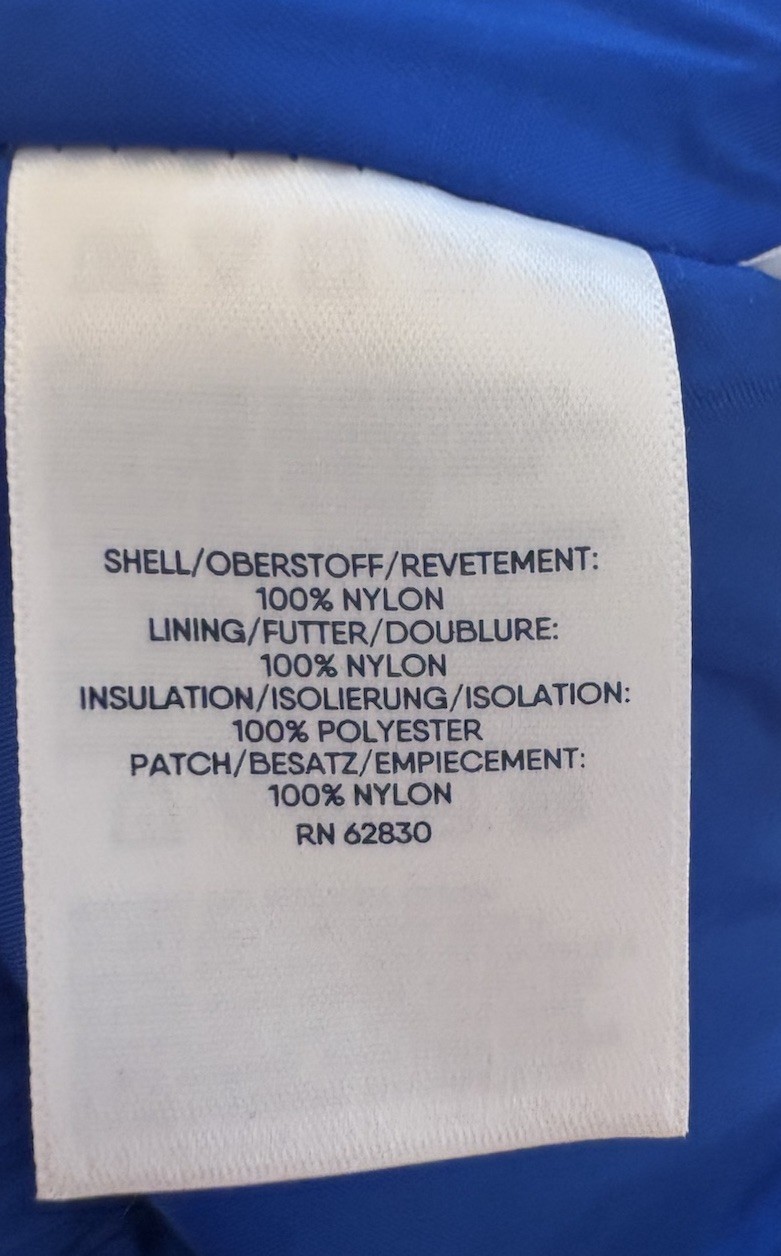 SHELL/OBERSTOFF/REVETEMENT:
100% NYLON
LINING/FUTTER/DOUBLURE:
100% NYLON
INSULATION/ISOLIERUNG/ISOLATION:
100% POLYESTER
PATCH/BESATZ/EMPIECEMENT:
100% NYLON
RN 62830